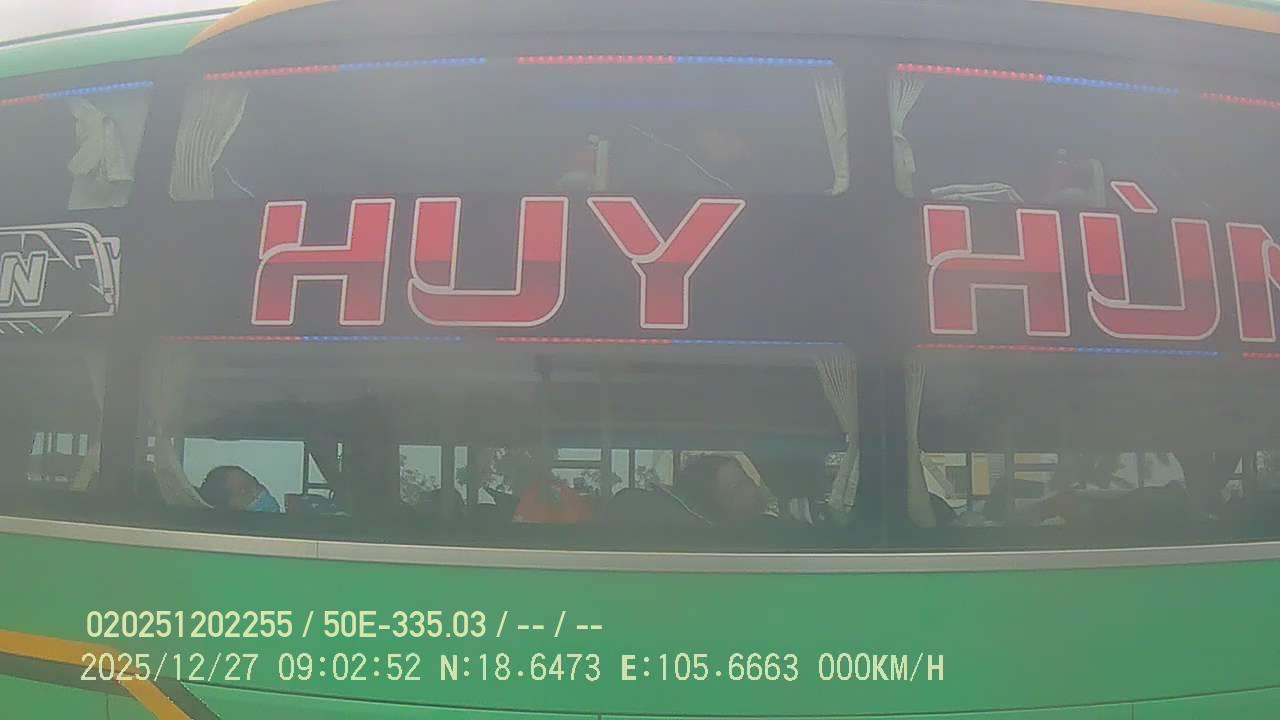 HUY HÙN
N
020251202255 / 50E-335.03 / -- / --
2025/12/27 09:02:52 N:18.6473 E:105.6663 000KM/H